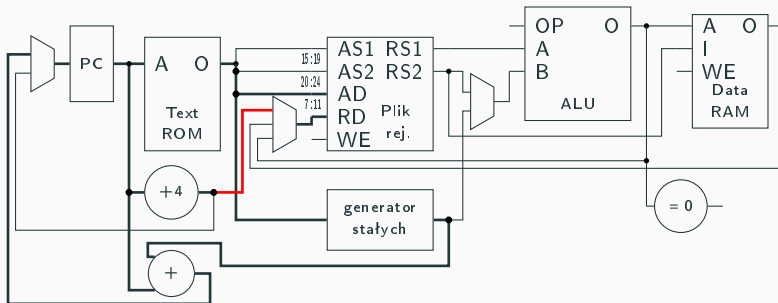 PC
A O
Text
ROM
+4
+
15:19
20:24
7:11
AS1 RS1
AS2 RS2
AD
RD
WE
Plik
rej.
generator
stałych
OP O
A
B
ALU
= 0
A O
I
WE
Data
RAM